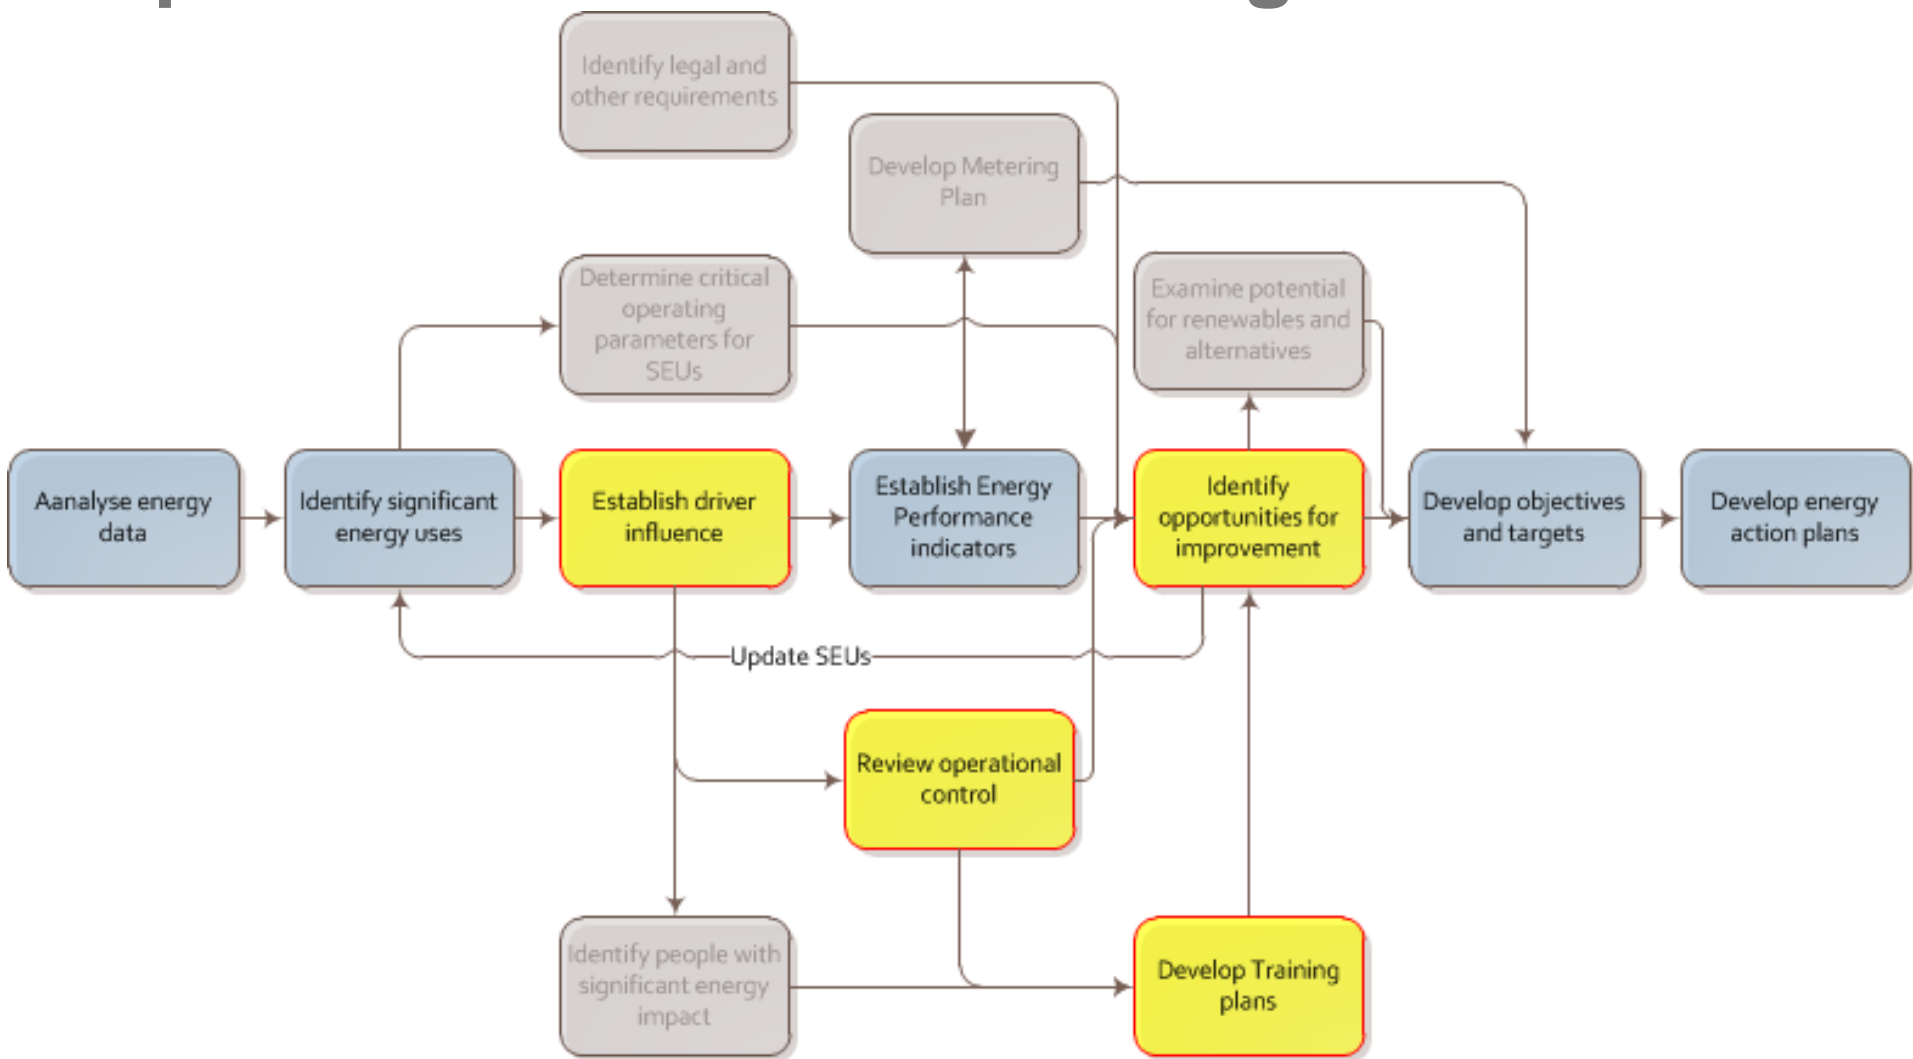 Identify legal and
other requirements
Develop Metering
Plan
Determine critical
operating
parameters for
SEUs
Examine potential
for renewables and
alternatives
Aanalyse energy
data
Identify significant
energy uses
Establish driver
influence
Establish Energy
Performance
indicators
Identify
opportunities for
improvement
Develop objectives
and targets
Develop energy
action plans
Update SEUs
Review operational
control
Identify people with
significant energy
impact
Develop Training
plans